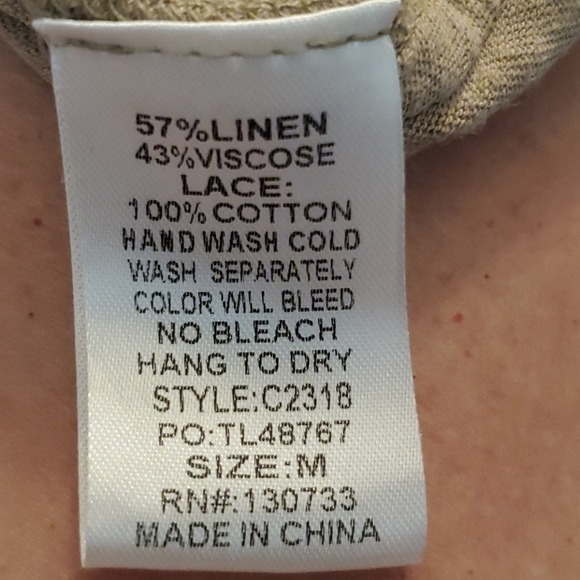 57%LINEN
43%VISCOSE
LACE:
100%COTTON
HAND WASH COLD
WASH SEPARATELY
COLOR WILL BLEED
NO BLEACH
HANG TO DRY
STYLE:C2318
PO:TL48767
SIZE:M
RN#:130733
MADE IN CHINA